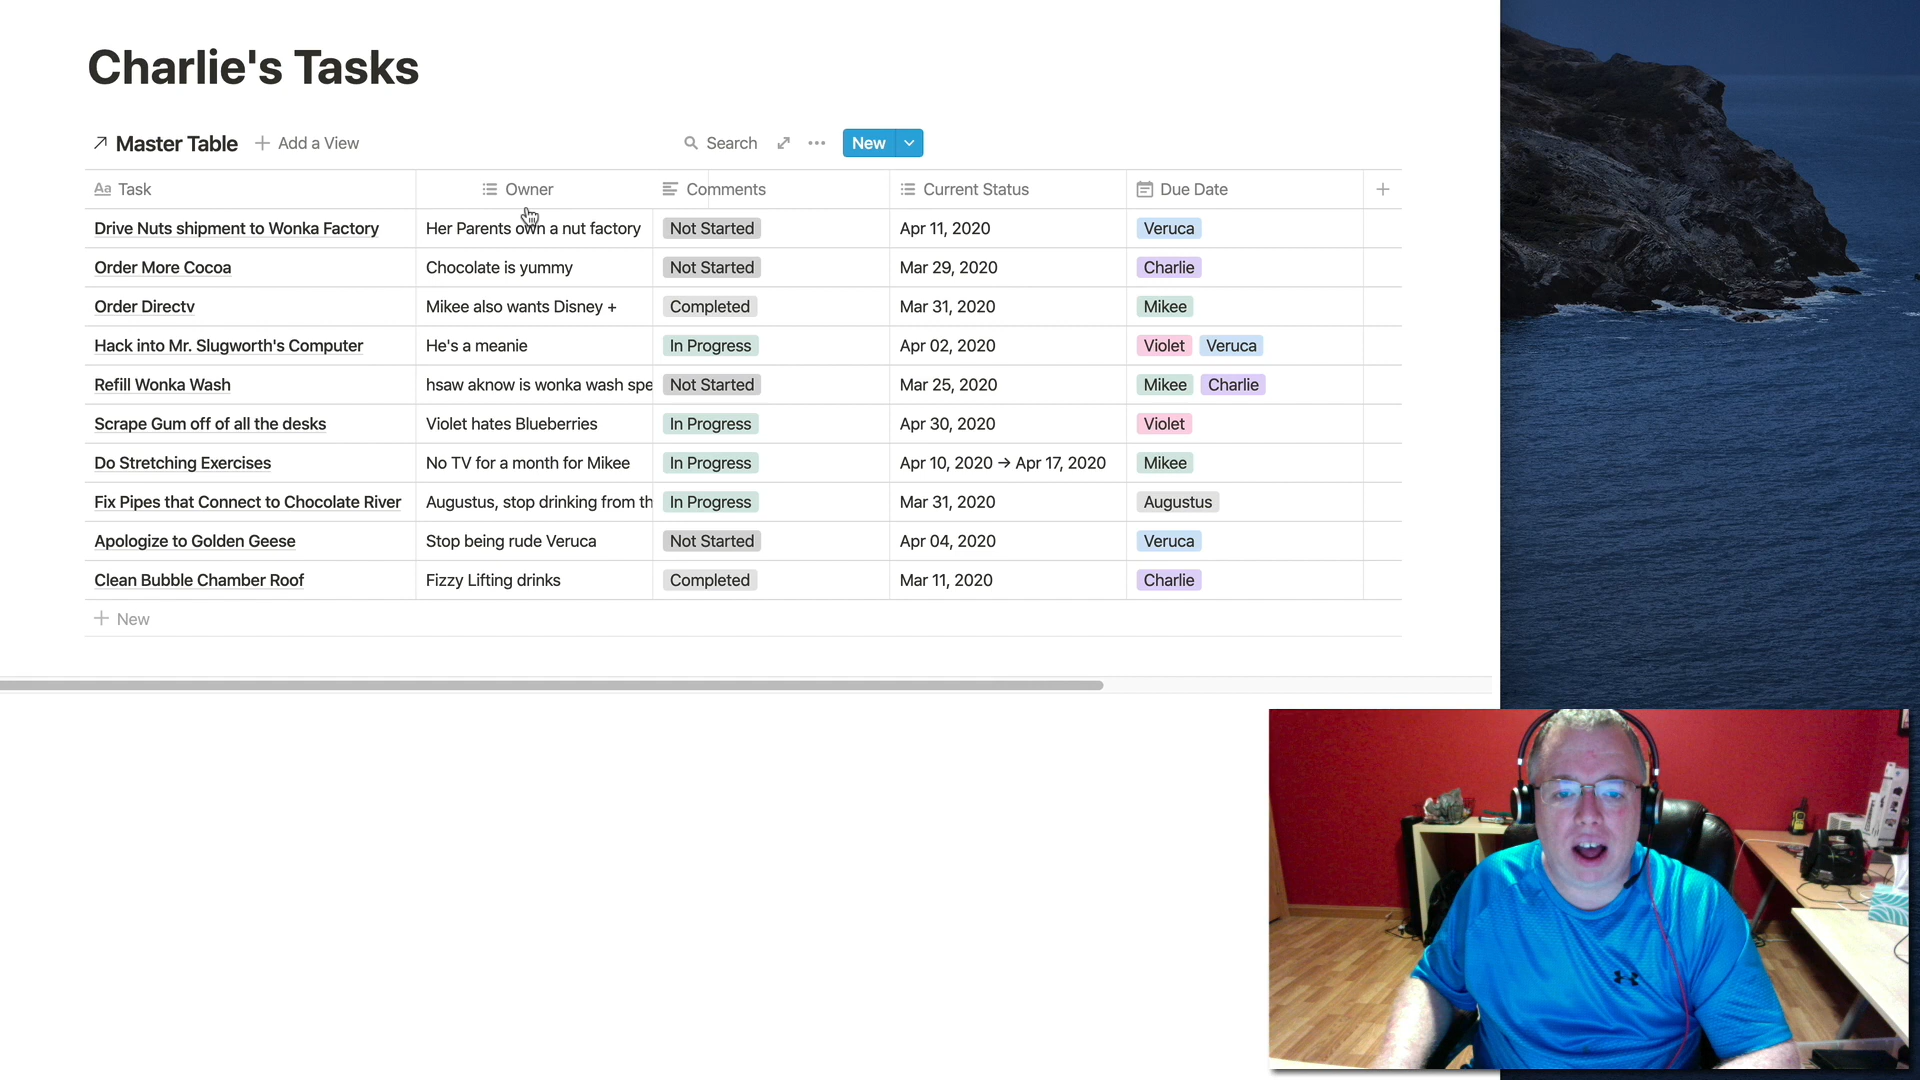 Charlie's Tasks
Master Table Add a View Search New
Aa Task Owner Comments Current Status Due Date
Drive Nuts shipment to Wonka Factory Her Parents own a nut factory Not Started Apr 11, 2020 Veruca
Order More Cocoa Chocolate is yummy Not Started Mar 29, 2020 Charlie
Order Directv Mikee also wants Disney + Completed Mar 31, 2020 Mikee
Hack into Mr. Slugworth's Computer He's a meanie In Progress Apr 02, 2020 Violet Veruca
Refill Wonka Wash hsaw aknow is wonka wash spe Not Started Mar 25, 2020 Mikee Charlie
Scrape Gum off of all the desks Violet hates Blueberries In Progress Apr 30, 2020 Violet
Do Stretching Exercises No TV for a month for Mikee In Progress Apr 10, 2020 → Apr 17, 2020 Mikee
Fix Pipes that Connect to Chocolate River Augustus, stop drinking from th In Progress Mar 31, 2020 Augustus
Apologize to Golden Geese Stop being rude Veruca Not Started Apr 04, 2020 Veruca
Clean Bubble Chamber Roof Fizzy Lifting drinks Completed Mar 11, 2020 Charlie
New